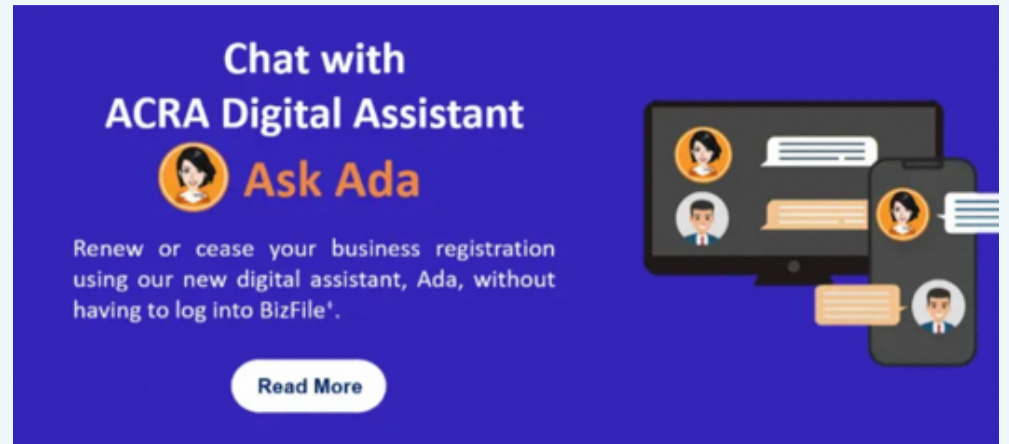 Chat with
ACRA Digital Assistant
Ask Ada
Renew or cease your business registration
using our new digital assistant, Ada, without
having to log into BizFile⁺.
Read More